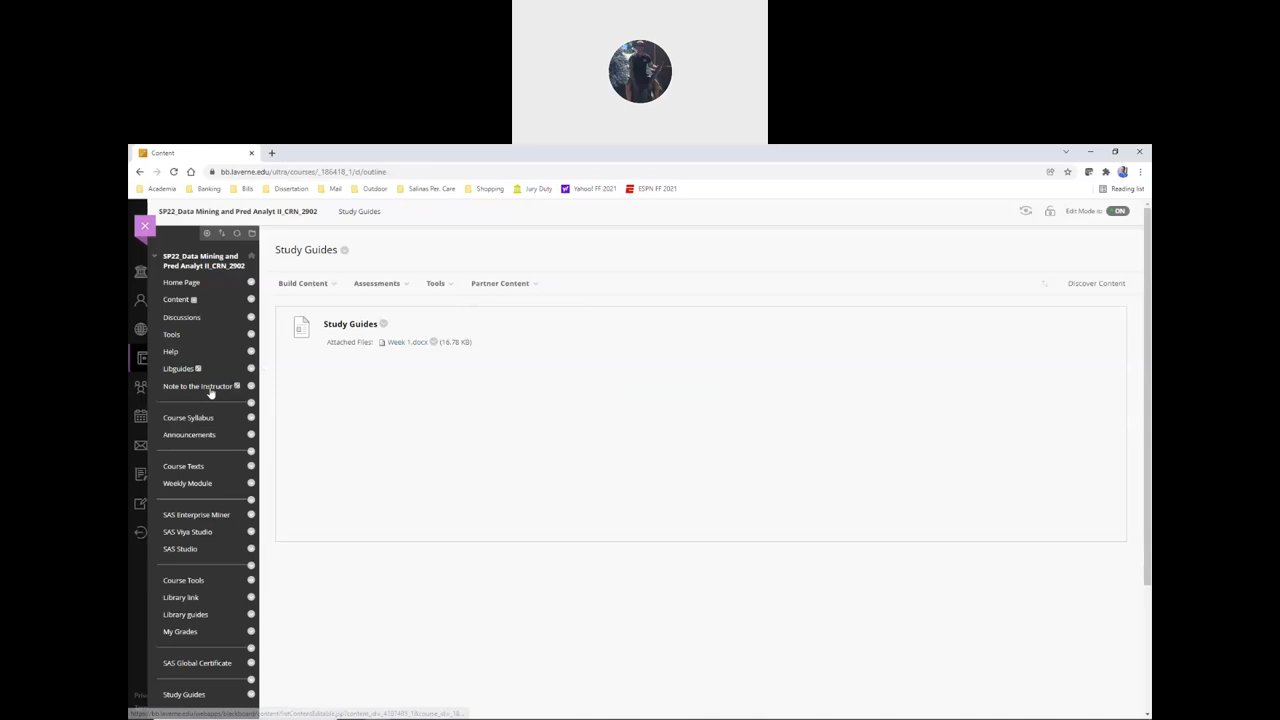 Content
bb.laverne.edu/ultra/courses/_186418_1/cl/outline
Academia Banking Bills Dissertation Mail Outdoor Salinas Per. Care Shopping Jury Duty Yahoo! FF 2021 ESPN FF 2021 Reading list
SP22_Data Mining and Pred Analyt II_CRN_2902 Study Guides Edit Mode is: ON
SP22_Data Mining and
Pred Analyt II_CRN_2902
Home Page
Content
Discussions
Tools
Help
Libguides
Note to the Instructor
Course Syllabus
Announcements
Course Texts
Weekly Module
SAS Enterprise Miner
SAS Viya Studio
SAS Studio
Course Tools
Library link
Library guides
My Grades
SAS Global Certificate
Study Guides
Study Guides
Build Content Assessments Tools Partner Content Discover Content
Study Guides
Attached Files: Week 1.docx (16.78 KB)